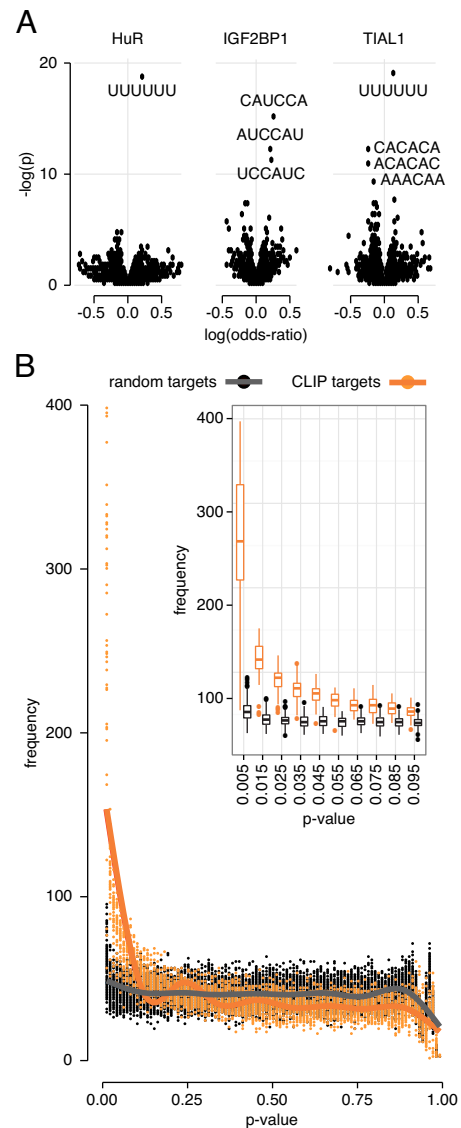 A
HuR IGF2BP1 TIAL1
20
10
0
-log(p)
UUUUUU
CAUCCA
AUCCAU
UCCAUC
UUUUUU
CACACA
ACACAC
AAACAA
-0.5 0.0 0.5 -0.5 0.0 0.5 -0.5 0.0 0.5
log(odds-ratio)
B
random targets CLIP targets
400
300
200
100
0
frequency
400
300
200
100
frequency
0.005 0.015 0.025 0.035 0.045 0.055 0.065 0.075 0.085 0.095
p-value
0.00 0.25 0.50 0.75 1.00
p-value